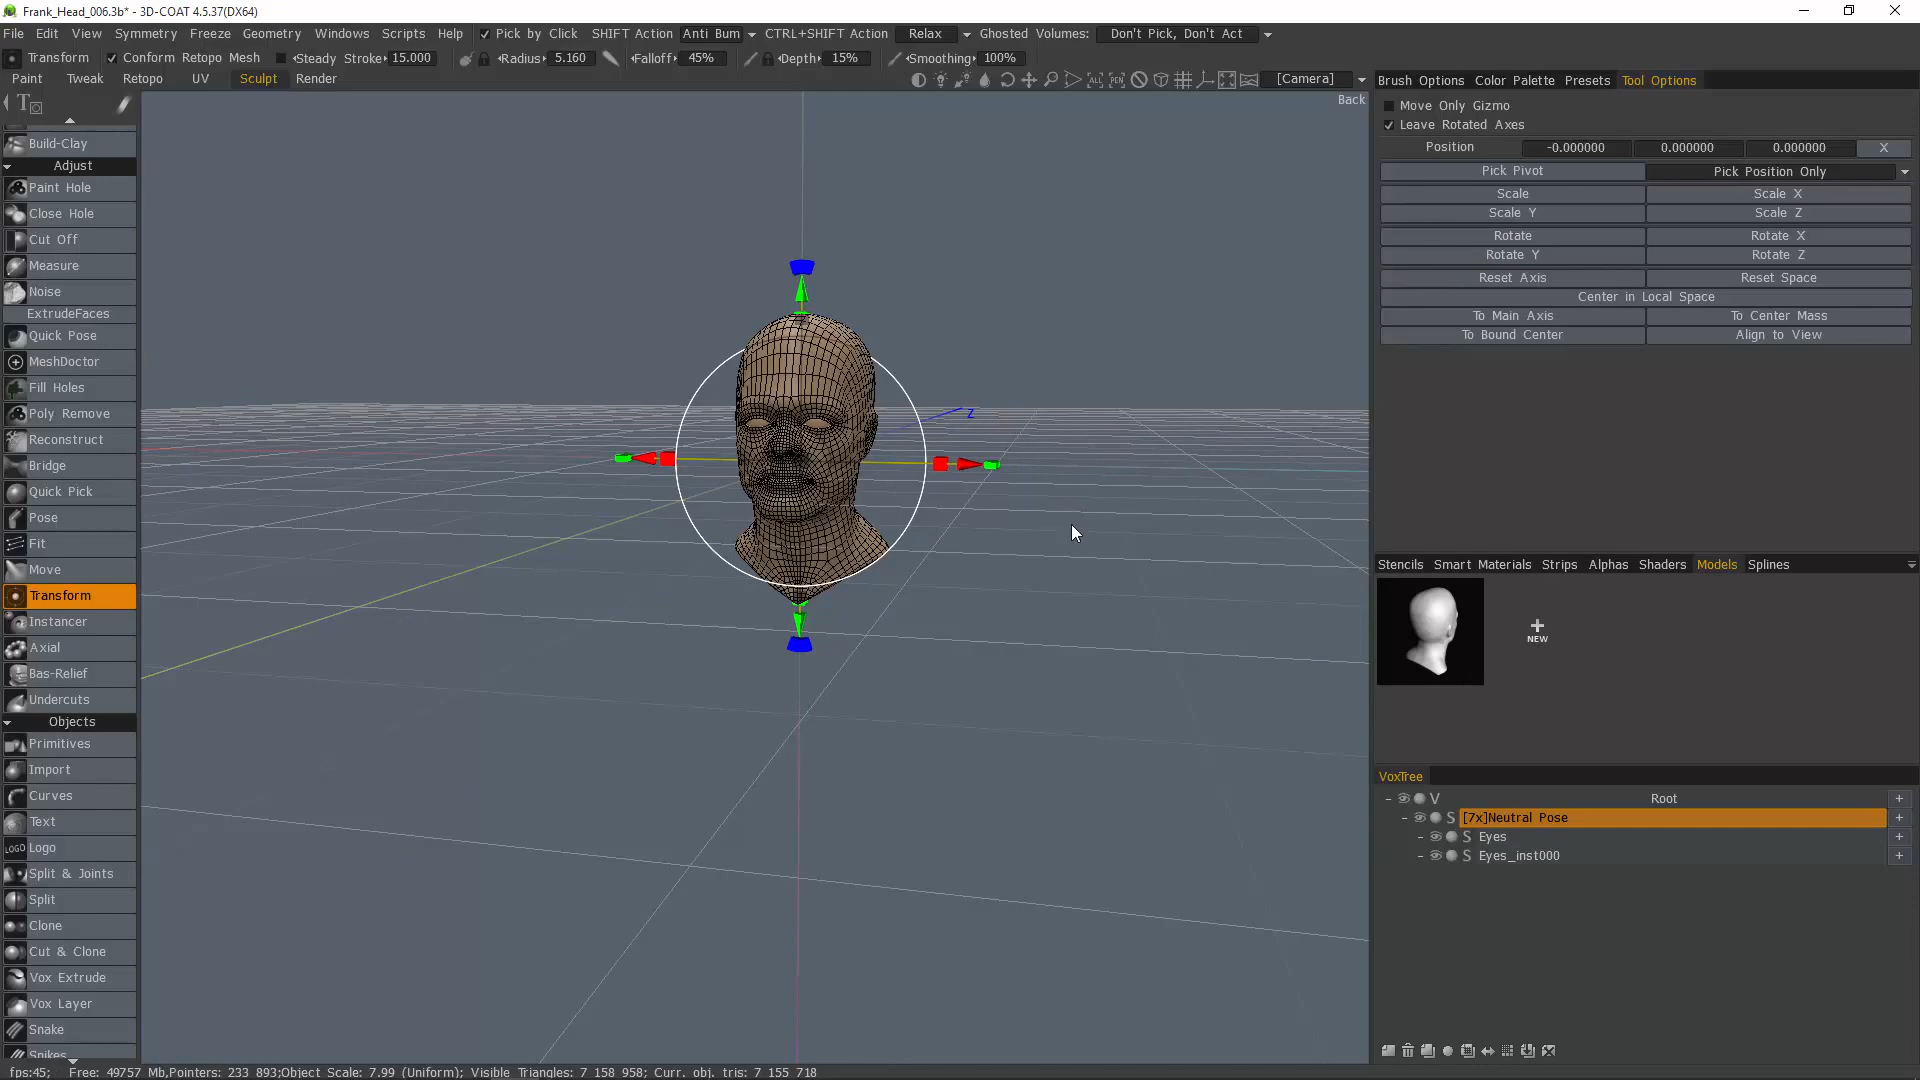 Frank_Head_006.3b* - 3D-COAT 4.5.37(DX64)
File Edit View Symmetry Freeze Geometry Windows Scripts Help Pick by Click SHIFT Action Anti Bum CTRL+SHIFT Action Relax Ghosted Volumes: Don't Pick, Don't Act
Transform Conform Retopo Mesh Steady Stroke 15.000 Radius 5.160 Falloff 45% Depth 15% Smoothing 100%
Paint Tweak Retopo UV Sculpt Render [Camera]
Back
Build-Clay
Adjust
Paint Hole
Close Hole
Cut Off
Measure
Noise
ExtrudeFaces
Quick Pose
MeshDoctor
Fill Holes
Poly Remove
Reconstruct
Bridge
Quick Pick
Pose
Fit
Move
Transform
Instancer
Axial
Bas-Relief
Undercuts
Objects
Primitives
Import
Curves
Text
LOGO Logo
Split & Joints
Split
Clone
Cut & Clone
Vox Extrude
Vox Layer
Snake
Spikes
Z
Brush Options Color Palette Presets Tool Options
Move Only Gizmo
Leave Rotated Axes
Position -0.000000 0.000000 0.000000 X
Pick Pivot Pick Position Only
Scale Scale X
Scale Y Scale Z
Rotate Rotate X
Rotate Y Rotate Z
Reset Axis Reset Space
Center in Local Space
To Main Axis To Center Mass
To Bound Center Align to View
Stencils Smart Materials Strips Alphas Shaders Models Splines
+
NEW
VoxTree
V Root +
S [7x]Neutral Pose +
S Eyes +
S Eyes_inst000 +
fps:45; Free: 49757 Mb,Pointers: 233 893;Object Scale: 7.99 (Uniform); Visible Triangles: 7 158 958; Curr. obj. tris: 7 155 718